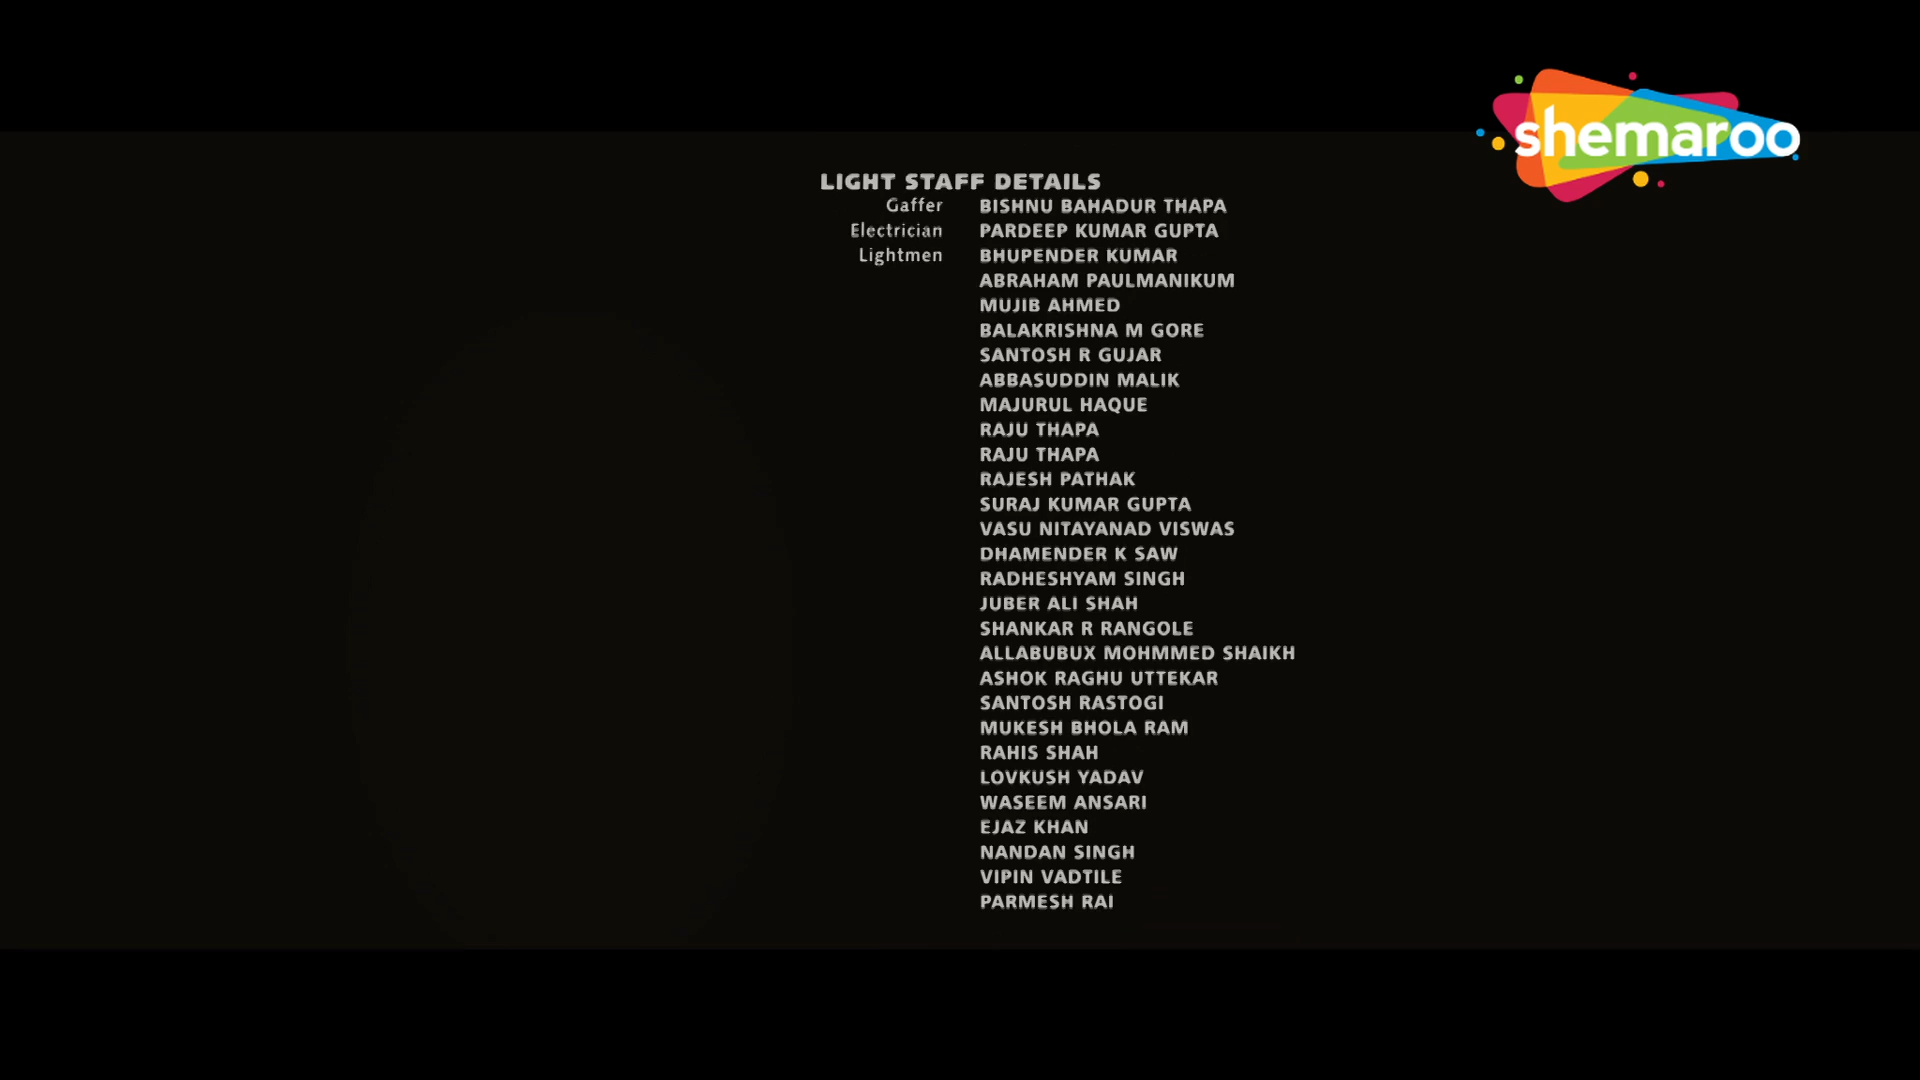 shemaroo
LIGHT STAFF DETAILS
Gaffer BISHNU BAHADUR THAPA
Electrician PARDEEP KUMAR GUPTA
Lightmen BHUPENDER KUMAR
ABRAHAM PAULMANIKUM
MUJIB AHMED
BALAKRISHNA M GORE
SANTOSH R GUJAR
ABBASUDDIN MALIK
MAJURUL HAQUE
RAJU THAPA
RAJU THAPA
RAJESH PATHAK
SURAJ KUMAR GUPTA
VASU NITAYANAD VISWAS
DHAMENDER K SAW
RADHESHYAM SINGH
JUBER ALI SHAH
SHANKAR R RANGOLE
ALLABUBUX MOHMMED SHAIKH
ASHOK RAGHU UTTEKAR
SANTOSH RASTOGI
MUKESH BHOLA RAM
RAHIS SHAH
LOVKUSH YADAV
WASEEM ANSARI
EJAZ KHAN
NANDAN SINGH
VIPIN VADTILE
PARMESH RAI